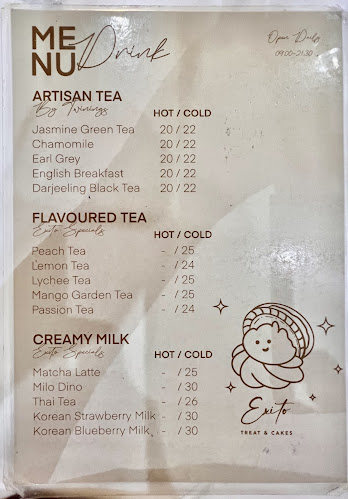 MENU Drink
Open Daily
09.00-21.30
ARTISAN TEA
By Twinings
HOT / COLD
Jasmine Green Tea 20 / 22
Chamomile 20 / 22
Earl Grey 20 / 22
English Breakfast 20 / 22
Darjeeling Black Tea 20 / 22
FLAVOURED TEA
Exito Specials
HOT / COLD
Peach Tea - / 25
Lemon Tea - / 24
Lychee Tea - / 25
Mango Garden Tea - / 25
Passion Tea - / 24
CREAMY MILK
Exito Specials
HOT / COLD
Matcha Latte - / 25
Milo Dino - / 30
Thai Tea - / 26
Korean Strawberry Milk - / 30
Korean Blueberry Milk - / 30
Exito
TREAT & CAKES